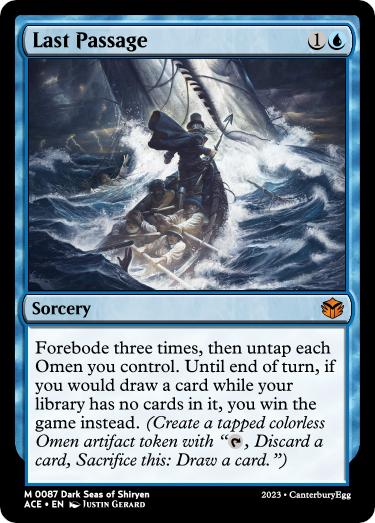 Last Passage 1
Sorcery
Forebode three times, then untap each
Omen you control. Until end of turn, if
you would draw a card while your
library has no cards in it, you win the
game instead. (Create a tapped colorless
Omen artifact token with “, Discard a
card, Sacrifice this: Draw a card.”)
M 0087 Dark Seas of Shiryen
ACE • EN Justin Gerard
2023 • CanterburyEgg